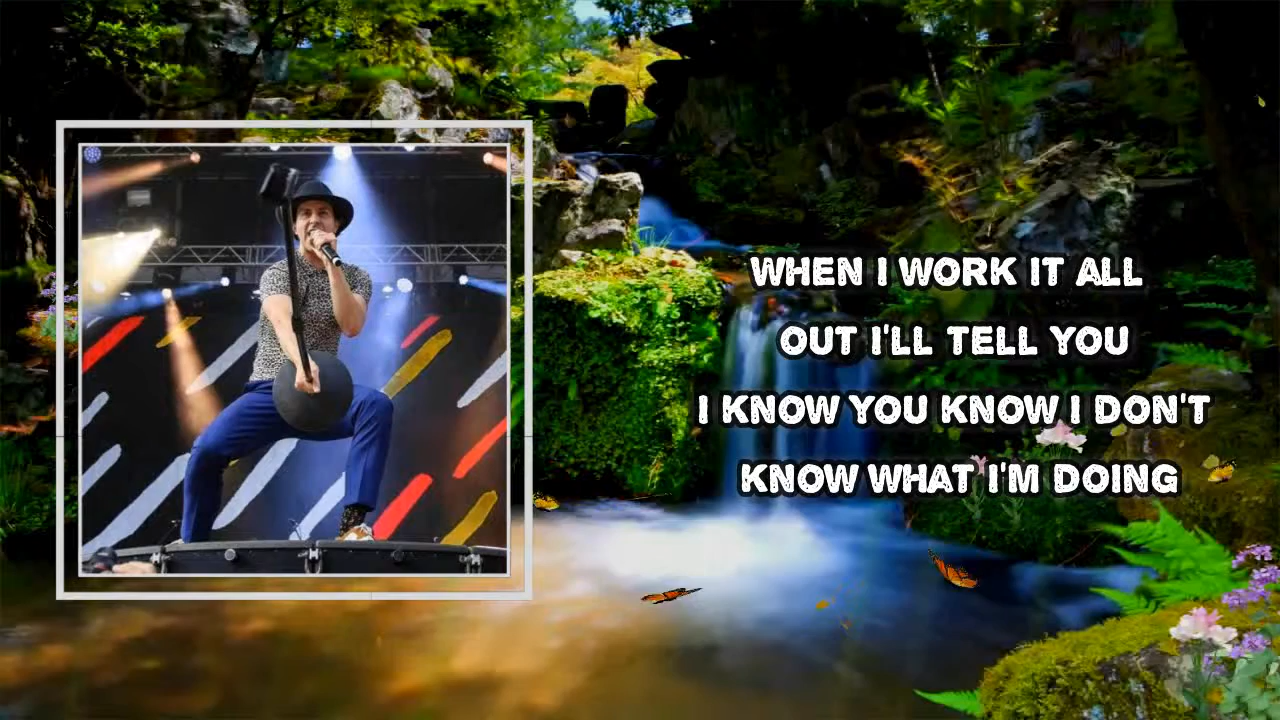 WHEN I WORK IT ALL
OUT I'LL TELL YOU
I KNOW YOU KNOW I DON'T
KNOW WHAT I'M DOING